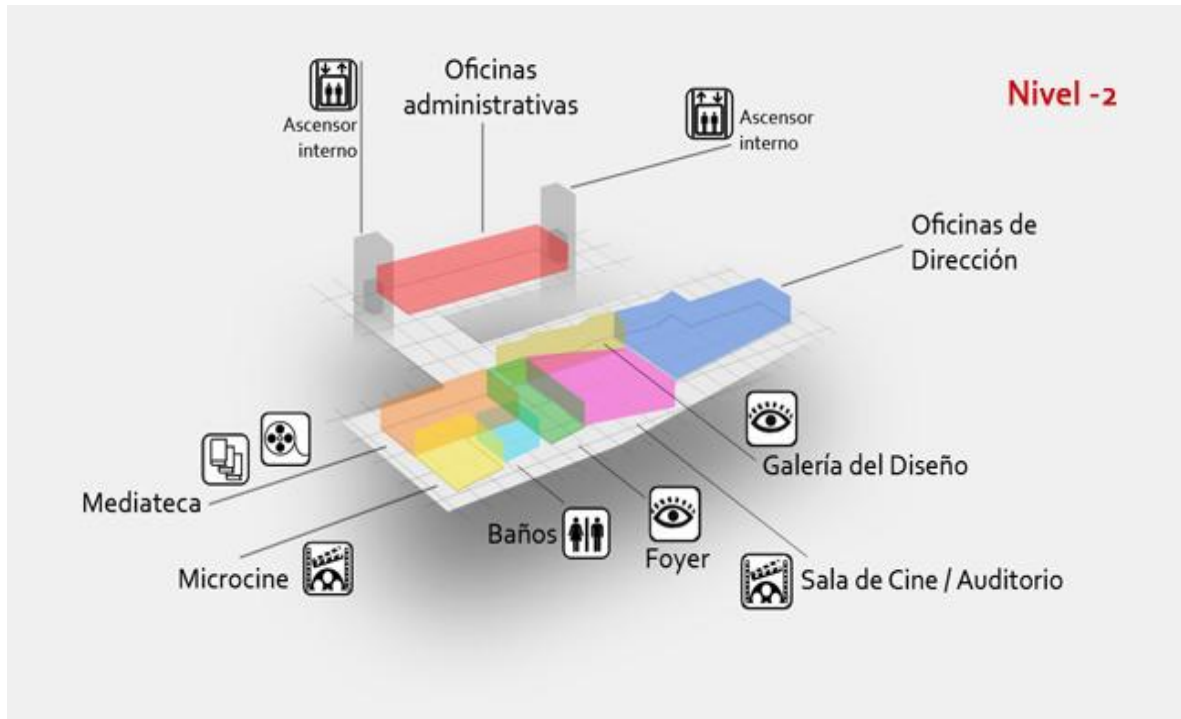 Oficinas
administrativas
Nivel -2
Ascensor
interno
Ascensor
interno
Oficinas de
Dirección
Galería del Diseño
Mediateca
Baños
Foyer
Microcine
Sala de Cine / Auditorio